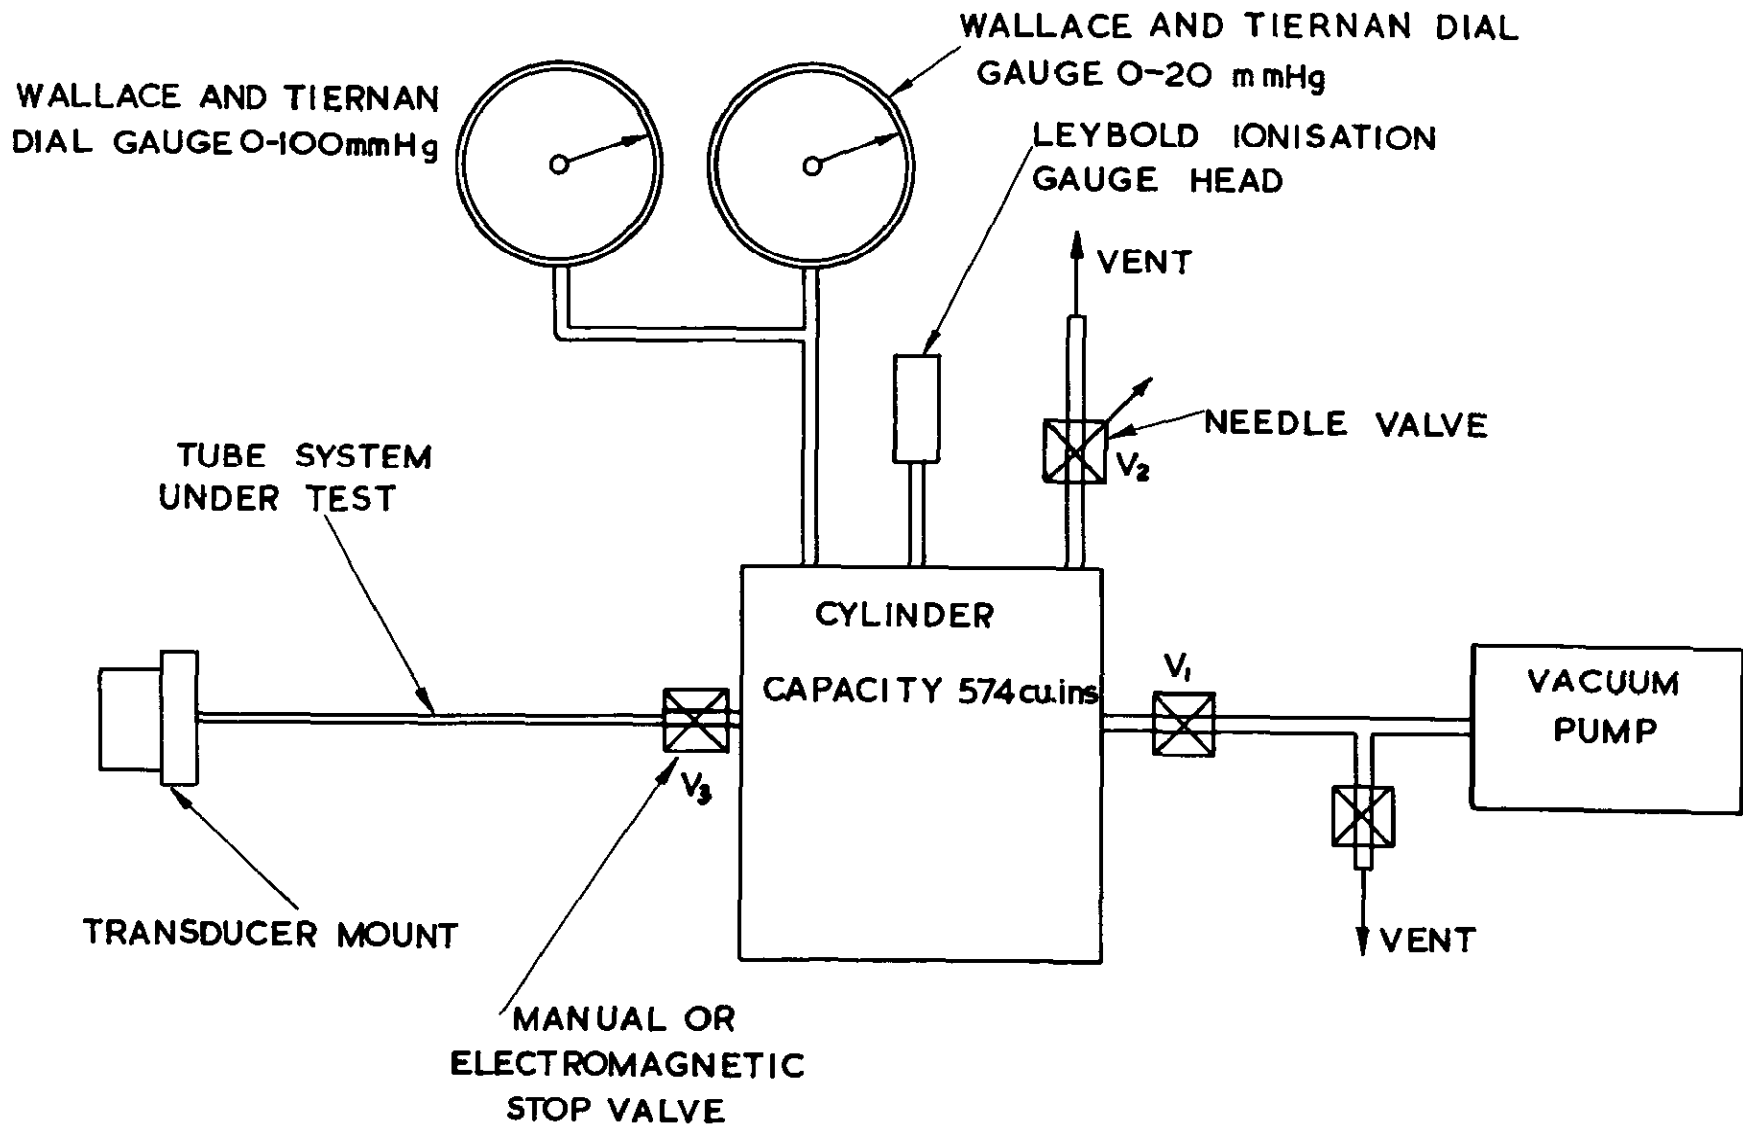 WALLACE AND TIERNAN DIAL
GAUGE 0-20 mmHg
WALLACE AND TIERNAN
DIAL GAUGE 0-100mmHg
LEYBOLD IONISATION
GAUGE HEAD
VENT
NEEDLE VALVE
V₂
TUBE SYSTEM
UNDER TEST
CYLINDER
CAPACITY 574 cu.ins
V₁
VACUUM
PUMP
V₃
TRANSDUCER MOUNT
VENT
MANUAL OR
ELECTROMAGNETIC
STOP VALVE